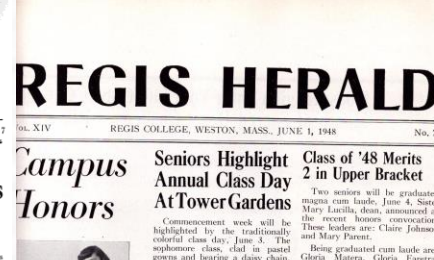 REGIS HERALD
VOL. XIV REGIS COLLEGE, WESTON, MASS., JUNE 1, 1948 No.
Campus
Honors
Seniors Highlight
Annual Class Day
At Tower Gardens
Commencement week will be
highlighted by the traditionally
colorful class day, June 3. The
sophomore class, clad in pastel
gowns and bearing a daisy chain,
Class of '48 Merits
2 in Upper Bracket
Two seniors will be graduate
magna cum laude, June 4, Siste
Mary Lucilla, dean, announced
the recent honors convocation
These leaders are: Claire Johnso
and Mary Parent.
Being graduated cum laude are
Gloria Matera, Gloria